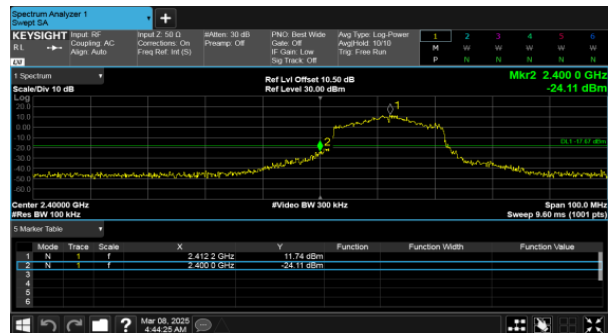 Spectrum Analyzer 1
Swept SA
KEYSIGHT Input: RF Input Z: 50 Ω #Atten: 30 dB PNO: Best Wide Avg Type: Log-Power 1 2 3 4 5 6
RL Coupling: AC Corrections: On Preamp: Off Gate: Off Avg|Hold: 10/10 M W W W W W
Align: Auto Freq Ref: Int (S) IF Gain: Low Trig: Free Run
Sig Track: Off P N N N N N
LXI
1 Spectrum Ref Lvl Offset 10.50 dB Mkr2 2.400 0 GHz
Scale/Div 10 dB Ref Level 30.00 dBm -24.11 dBm
Log
20.0
10.0
0.00
-10.0
-20.0
-30.0
-40.0
-50.0
-60.0
1
2
DL1 -17.67 dBm
Center 2.40000 GHz #Video BW 300 kHz Span 100.0 MHz
#Res BW 100 kHz Sweep 9.60 ms (1001 pts)
5 Marker Table
Mode Trace Scale X Y Function Function Width Function Value
1 N 1 f 2.412 2 GHz 11.74 dBm
2 N 1 f 2.400 0 GHz -24.11 dBm
3
4
5
6
? Mar 08, 2025
4:44:25 AM